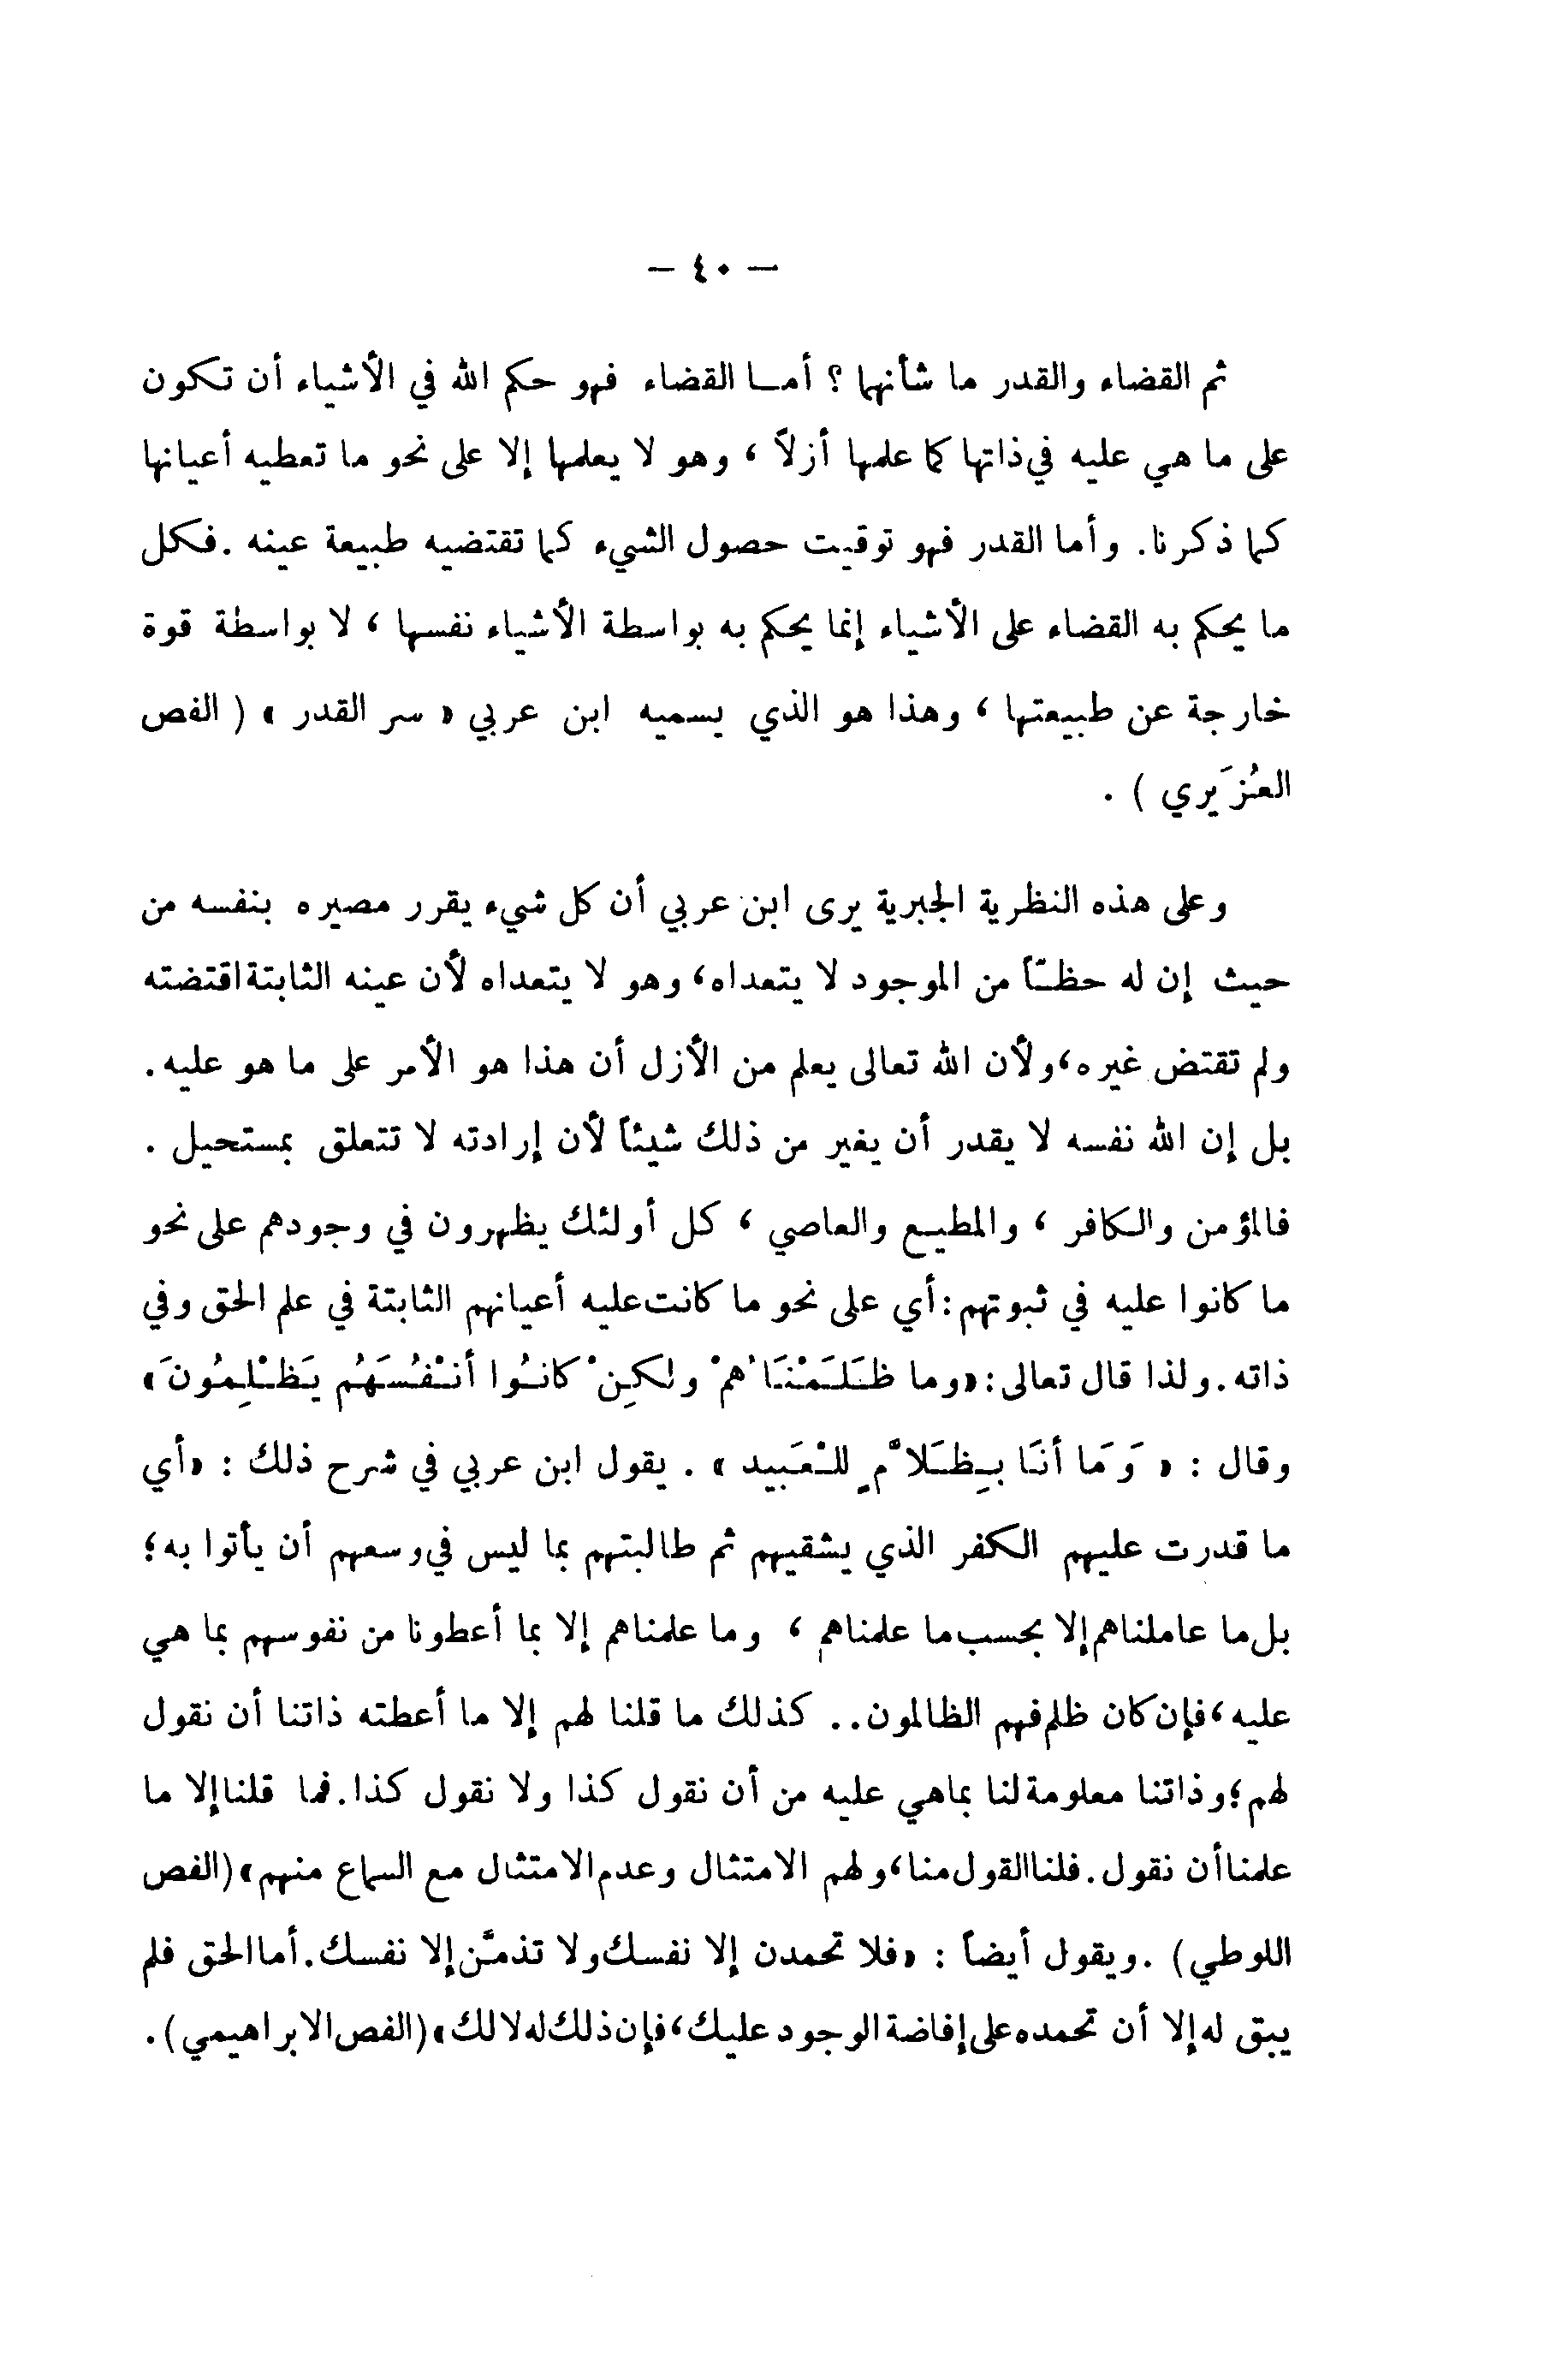 — ٤٠ —
ثم القضاء والقدر ما شأنهما ؟ أما القضاء فهو حكم الله في الأشياء أن تكون
على ما هي عليه في ذاتها كما علمها أزلاً ، وهو لا يعلمها إلا على نحو ما تعطيه أعيانها
كما ذكرنا. وأما القدر فهو توقيت حصول الشيء كما تقتضيه طبيعة عينه .فكل
ما يحكم به القضاء على الأشياء إنما يحكم به بواسطة الأشياء نفسها ، لا بواسطة قوة
خارجة عن طبيعتها ، وهذا هو الذي يسميه ابن عربي « سر القدر » ( الفص
العُزَيري ) .
وعلى هذه النظرية الجبرية يرى ابن عربي أن كل شيء يقرر مصيره بنفسه من
حيث إن له حظًّا من الموجود لا يتعداه، وهو لا يتعداه لأن عينه الثابتة اقتضته
ولم تقتض غيره، ولأن الله تعالى يعلم من الأزل أن هذا هو الأمر على ما هو عليه.
بل إن الله نفسه لا يقدر أن يغير من ذلك شيئاً لأن إرادته لا تتعلق بمستحيل .
فالمؤمن والكافر ، والمطيع والعاصي ، كل أولئك يظهرون في وجودهم على نحو
ما كانوا عليه في ثبوتهم: أي على نحو ما كانت عليه أعيانهم الثابتة في علم الحق وفي
ذاته. ولذا قال تعالى: «وما ظَلَمْنَاهُمْ ولكِنْ كانُوا أنْفُسَهُم يَظْلِمُونَ»
وقال : « وَمَا أنَا بِظَلاَّمٍ لِلْعَبيد » . يقول ابن عربي في شرح ذلك : «أي
ما قدرت عليهم الكفر الذي يشقيهم ثم طالبتهم بما ليس في وسعهم أن يأتوا به؛
بل ما عاملناهم إلا بحسب ما علمناهم ، وما علمناهم إلا بما أعطونا من نفوسهم بما هي
عليه، فإن كان ظلم فهم الظالمون.. كذلك ما قلنا لهم إلا ما أعطته ذاتنا أن نقول
لهم؛ وذاتنا معلومة لنا بما هي عليه من أن نقول كذا ولا نقول كذا. فما قلنا إلا ما
علمنا أن نقول. فلنا القول منا، ولهم الامتثال وعدم الامتثال مع السماع منهم» (الفص
اللوطي) .ويقول أيضاً : «فلا تحمدن إلا نفسك ولا تذمَّن إلا نفسك. أما الحق فلم
يبق له إلا أن تحمده على إفاضة الوجود عليك، فإن ذلك له لا لك» (الفص الابراهيمي).